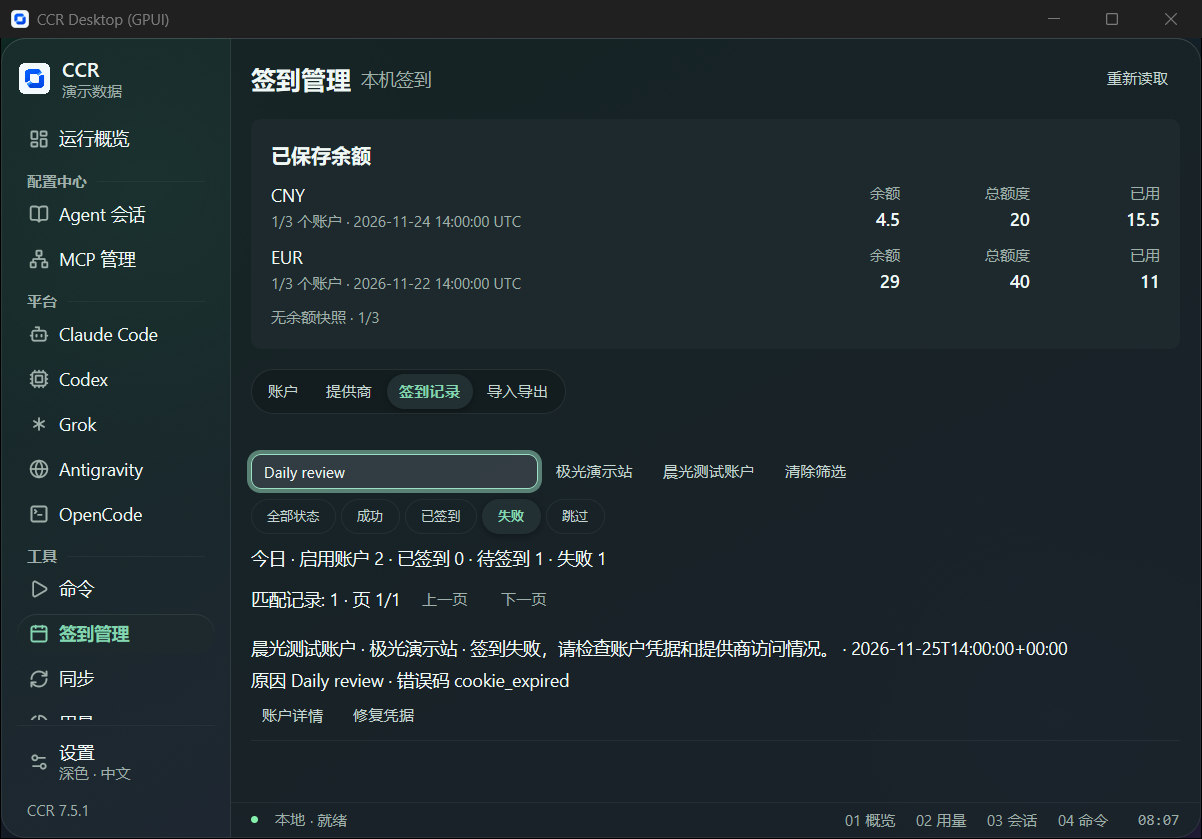 CCR Desktop (GPUI)
CCR
演示数据
运行概览
配置中心
Agent 会话
MCP 管理
平台
Claude Code
Codex
Grok
Antigravity
OpenCode
工具
命令
签到管理
同步
设置
深色 · 中文
CCR 7.5.1
签到管理 本机签到
重新读取
已保存余额
CNY
1/3 个账户 · 2026-11-24 14:00:00 UTC
余额 总额度 已用
4.5 20 15.5
EUR
1/3 个账户 · 2026-11-22 14:00:00 UTC
余额 总额度 已用
29 40 11
无余额快照 · 1/3
账户 提供商 签到记录 导入导出
Daily review 极光演示站 晨光测试账户 清除筛选
全部状态 成功 已签到 失败 跳过
今日 · 启用账户 2 · 已签到 0 · 待签到 1 · 失败 1
匹配记录: 1 · 页 1/1 上一页 下一页
晨光测试账户 · 极光演示站 · 签到失败，请检查账户凭据和提供商访问情况。 · 2026-11-25T14:00:00+00:00
原因 Daily review · 错误码 cookie_expired
账户详情 修复凭据
本地 · 就绪
01 概览 02 用量 03 会话 04 命令 08:07